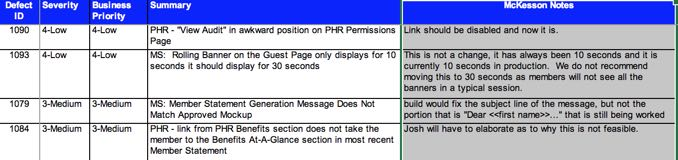 Defect ID Severity Business Priority Summary McKesson Notes
1090 4-Low 4-Low PHR - "View Audit" in awkward position on PHR Permissions Page Link should be disabled and now it is.
1093 4-Low 4-Low MS: Rolling Banner on the Guest Page only displays for 10 seconds it should display for 30 seconds This is not a change, it has always been 10 seconds and it is currently 10 seconds in production. We do not recommend moving this to 30 seconds as members will not see all the banners in a typical session.
1079 3-Medium 3-Medium MS: Member Statement Generation Message Does Not Match Approved Mockup build would fix the subject line of the message, but not the portion that is "Dear <<first name>>..." that is still being worked
1084 3-Medium 3-Medium PHR - link from PHR Benefits section does not take the member to the Benefits At-A-Glance section in most recent Member Statement Josh will have to elaborate as to why this is not feasible.